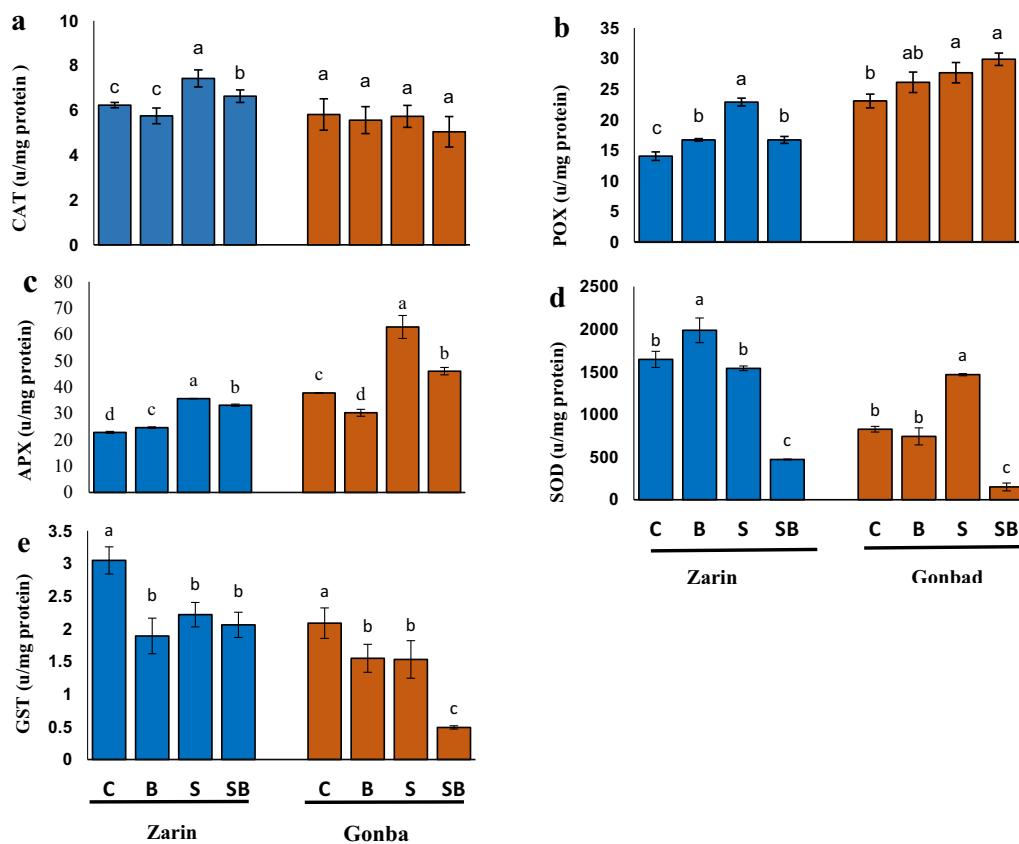 a
CAT (u/mg protein )
10
8
6
4
2
0
c c a b a a a a
b
POX (u/mg protein)
35
30
25
20
15
10
5
0
c b a b b ab a a
c
APX (u/mg protein)
80
70
60
50
40
30
20
10
0
d c a b c d a b
d
SOD (u/mg protein)
2500
2000
1500
1000
500
0
b a b c b b a c
C B S SB C B S SB
Zarin Gonbad
e
GST (u/mg protein)
3.5
3
2.5
2
1.5
1
0.5
0
a b b b a b b c
C B S SB C B S SB
Zarin Gonba